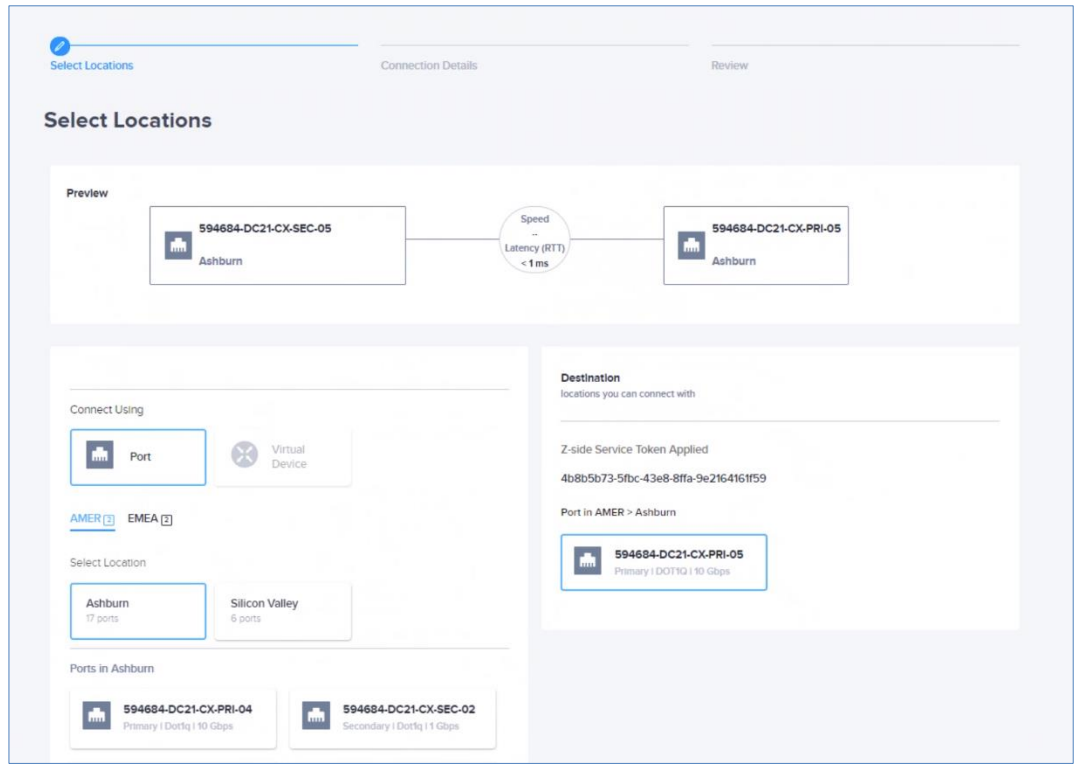 Select Locations
Connection Details
Review
Select Locations
Preview
594684-DC21-CX-SEC-05
Ashburn
Speed
--
Latency (RTT)
< 1 ms
594684-DC21-CX-PRI-05
Ashburn
Connect Using
Port
Virtual
Device
AMER 2
EMEA 2
Select Location
Ashburn
17 ports
Silicon Valley
6 ports
Ports in Ashburn
594684-DC21-CX-PRI-04
Primary | Dot1q | 10 Gbps
594684-DC21-CX-SEC-02
Secondary | Dot1q | 1 Gbps
Destination
locations you can connect with
Z-side Service Token Applied
4b8b5b73-5fbc-43e8-8ffa-9e2164161f59
Port in AMER > Ashburn
594684-DC21-CX-PRI-05
Primary | DOT1Q | 10 Gbps